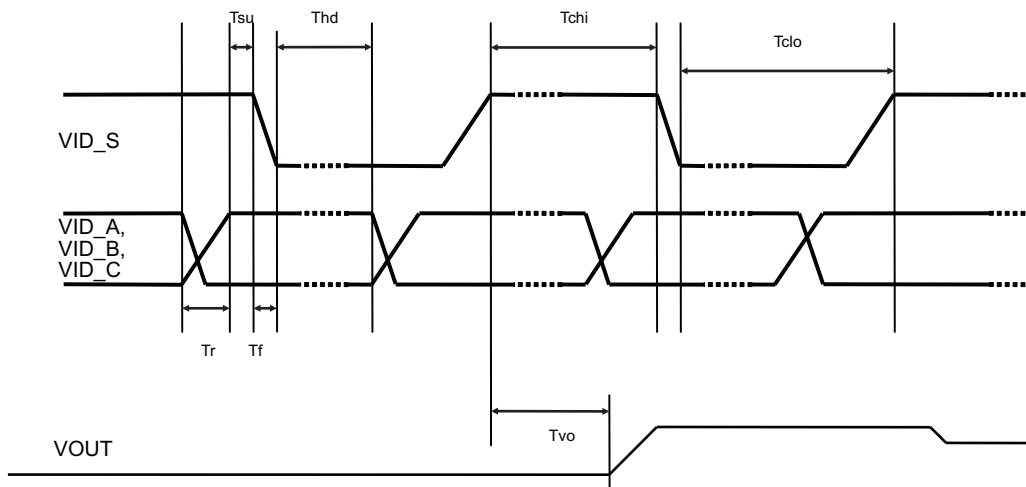 Tsu
Thd
Tchi
Tclo
VID_S
VID_A,
VID_B,
VID_C
Tr
Tf
Tvo
VOUT